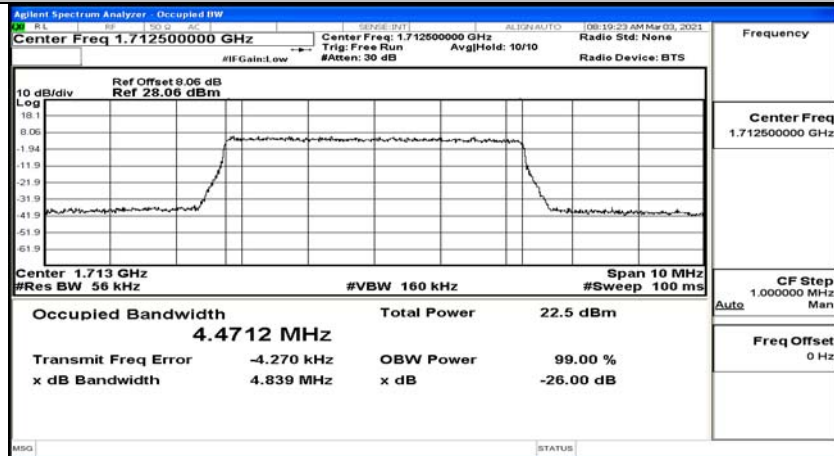 Agilent Spectrum Analyzer - Occupied BW
RL RF 50 Ω AC SENSE:INT ALIGN AUTO 08:19:23 AM Mar 03, 2021
Center Freq 1.712500000 GHz
Center Freq: 1.712500000 GHz
Radio Std: None
Trig: Free Run Avg|Hold: 10/10
#IFGain:Low #Atten: 30 dB Radio Device: BTS
Ref Offset 8.06 dB
10 dB/div Ref 28.06 dBm
Log
18.1
8.06
-1.94
-11.9
-21.9
-31.9
-41.9
-51.9
-61.9
Center 1.713 GHz Span 10 MHz
#Res BW 56 kHz #VBW 160 kHz #Sweep 100 ms
Occupied Bandwidth Total Power 22.5 dBm
4.4712 MHz
Transmit Freq Error -4.270 kHz OBW Power 99.00 %
x dB Bandwidth 4.839 MHz x dB -26.00 dB
MSG STATUS
Frequency
Center Freq
1.712500000 GHz
CF Step
1.000000 MHz
Auto Man
Freq Offset
0 Hz